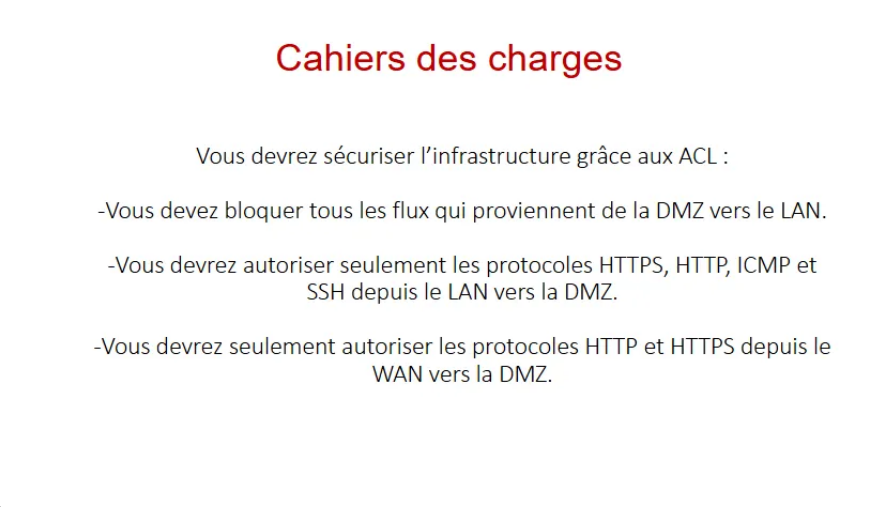 Cahiers des charges
Vous devrez sécuriser l’infrastructure grâce aux ACL :
-Vous devez bloquer tous les flux qui proviennent de la DMZ vers le LAN.
-Vous devrez autoriser seulement les protocoles HTTPS, HTTP, ICMP et
SSH depuis le LAN vers la DMZ.
-Vous devrez seulement autoriser les protocoles HTTP et HTTPS depuis le
WAN vers la DMZ.